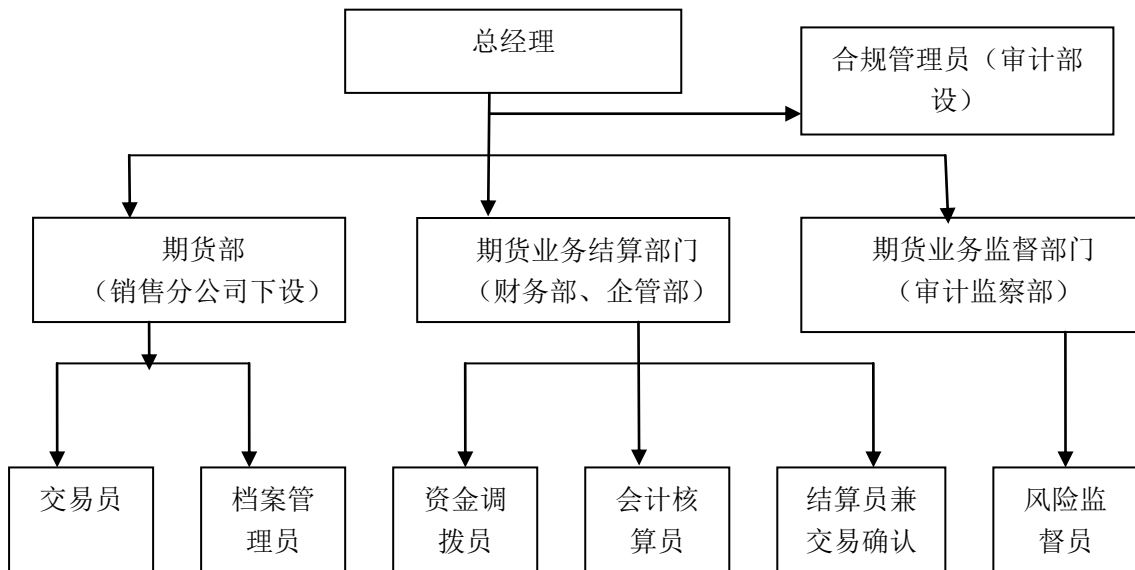 总经理
合规管理员（审计部
设）
期货部
（销售分公司下设）
期货业务结算部门
（财务部、企管部）
期货业务监督部门
（审计监察部）
交易员
档案管
理员
资金调
拨员
会计核
算员
结算员兼
交易确认
风险监
督员